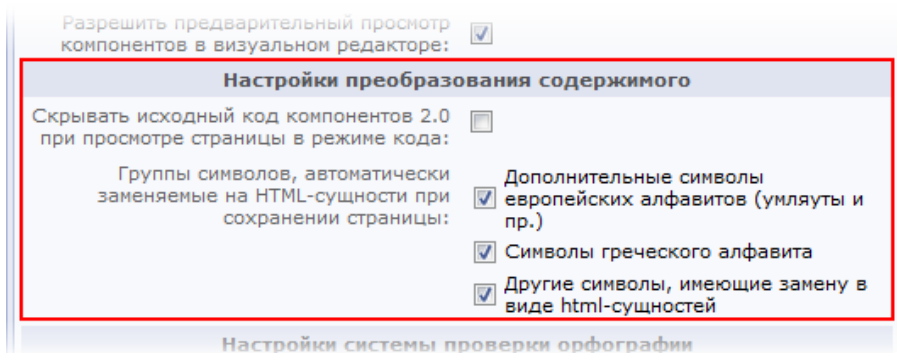 Разрешить предварительный просмотр
компонентов в визуальном редакторе:
Настройки преобразования содержимого
Скрывать исходный код компонентов 2.0
при просмотре страницы в режиме кода:
Группы символов, автоматически
заменяемые на HTML-сущности при
сохранении страницы:
Дополнительные символы
европейских алфавитов (умляуты и
пр.)
Символы греческого алфавита
Другие символы, имеющие замену в
виде html-сущностей
Настройки системы проверки орфографии